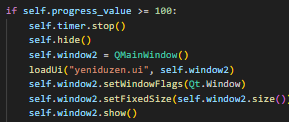 if self.progress_value >= 100:
self.timer.stop()
self.hide()
self.window2 = QMainWindow()
loadUi("yeniduzen.ui", self.window2)
self.window2.setWindowFlags(Qt.Window)
self.window2.setFixedSize(self.window2.size())
self.window2.show()